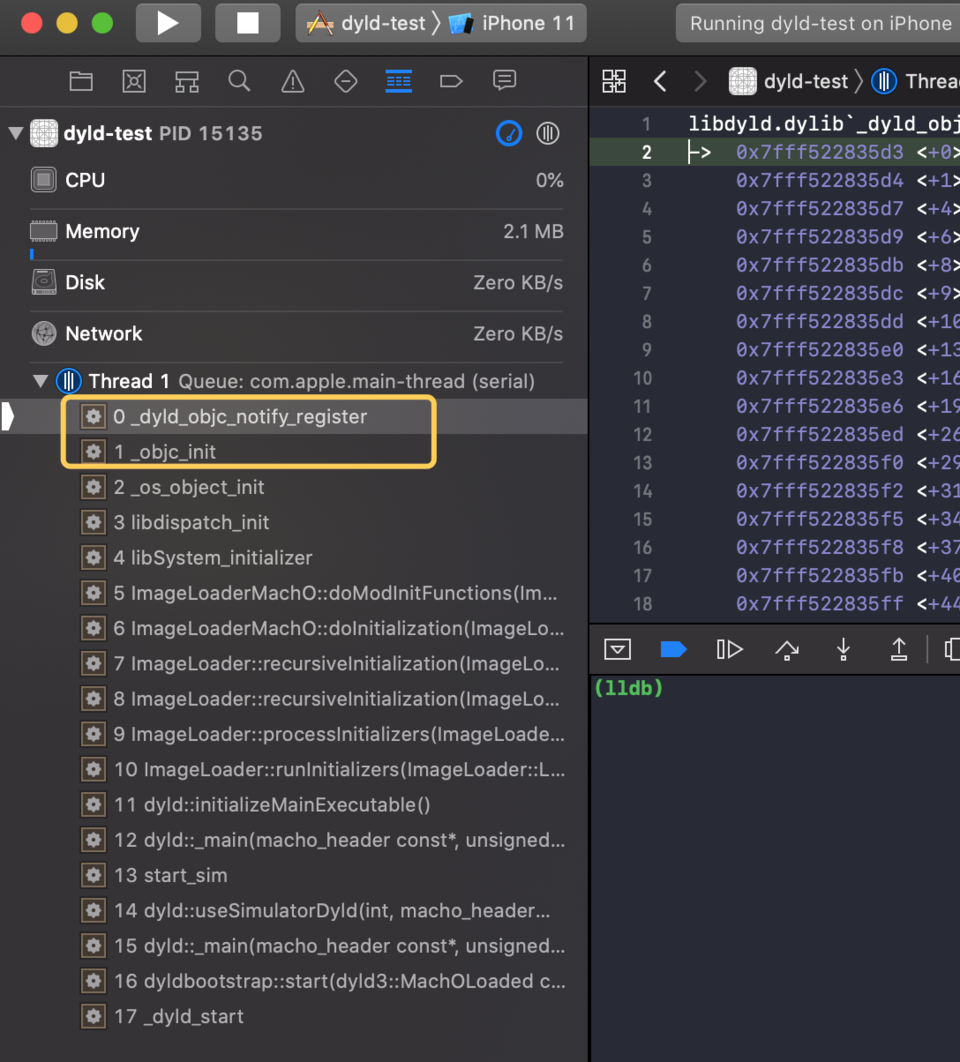 dyld-test 〉 iPhone 11
Running dyld-test on iPhone
dyld-test PID 15135
CPU 0%
Memory 2.1 MB
Disk Zero KB/s
Network Zero KB/s
Thread 1 Queue: com.apple.main-thread (serial)
0 _dyld_objc_notify_register
1 _objc_init
2 _os_object_init
3 libdispatch_init
4 libSystem_initializer
5 ImageLoaderMachO::doModInitFunctions(Im...
6 ImageLoaderMachO::doInitialization(ImageLo...
7 ImageLoader::recursiveInitialization(ImageLo...
8 ImageLoader::recursiveInitialization(ImageLo...
9 ImageLoader::processInitializers(ImageLoade...
10 ImageLoader::runInitializers(ImageLoader::L...
11 dyld::initializeMainExecutable()
12 dyld::_main(macho_header const*, unsigned...
13 start_sim
14 dyld::useSimulatorDyld(int, macho_header...
15 dyld::_main(macho_header const*, unsigned...
16 dyldbootstrap::start(dyld3::MachOLoaded c...
17 _dyld_start
dyld-test 〉 Threa
1 libdyld.dylib`_dyld_obj
2 -> 0x7fff522835d3 <+0>
3 0x7fff522835d4 <+1>
4 0x7fff522835d7 <+4>
5 0x7fff522835d9 <+6>
6 0x7fff522835db <+8>
7 0x7fff522835dc <+9>
8 0x7fff522835dd <+10
9 0x7fff522835e0 <+13
10 0x7fff522835e3 <+16
11 0x7fff522835e6 <+19
12 0x7fff522835ed <+26
13 0x7fff522835f0 <+29
14 0x7fff522835f2 <+31
15 0x7fff522835f5 <+34
16 0x7fff522835f8 <+37
17 0x7fff522835fb <+40
18 0x7fff522835ff <+44
(lldb)